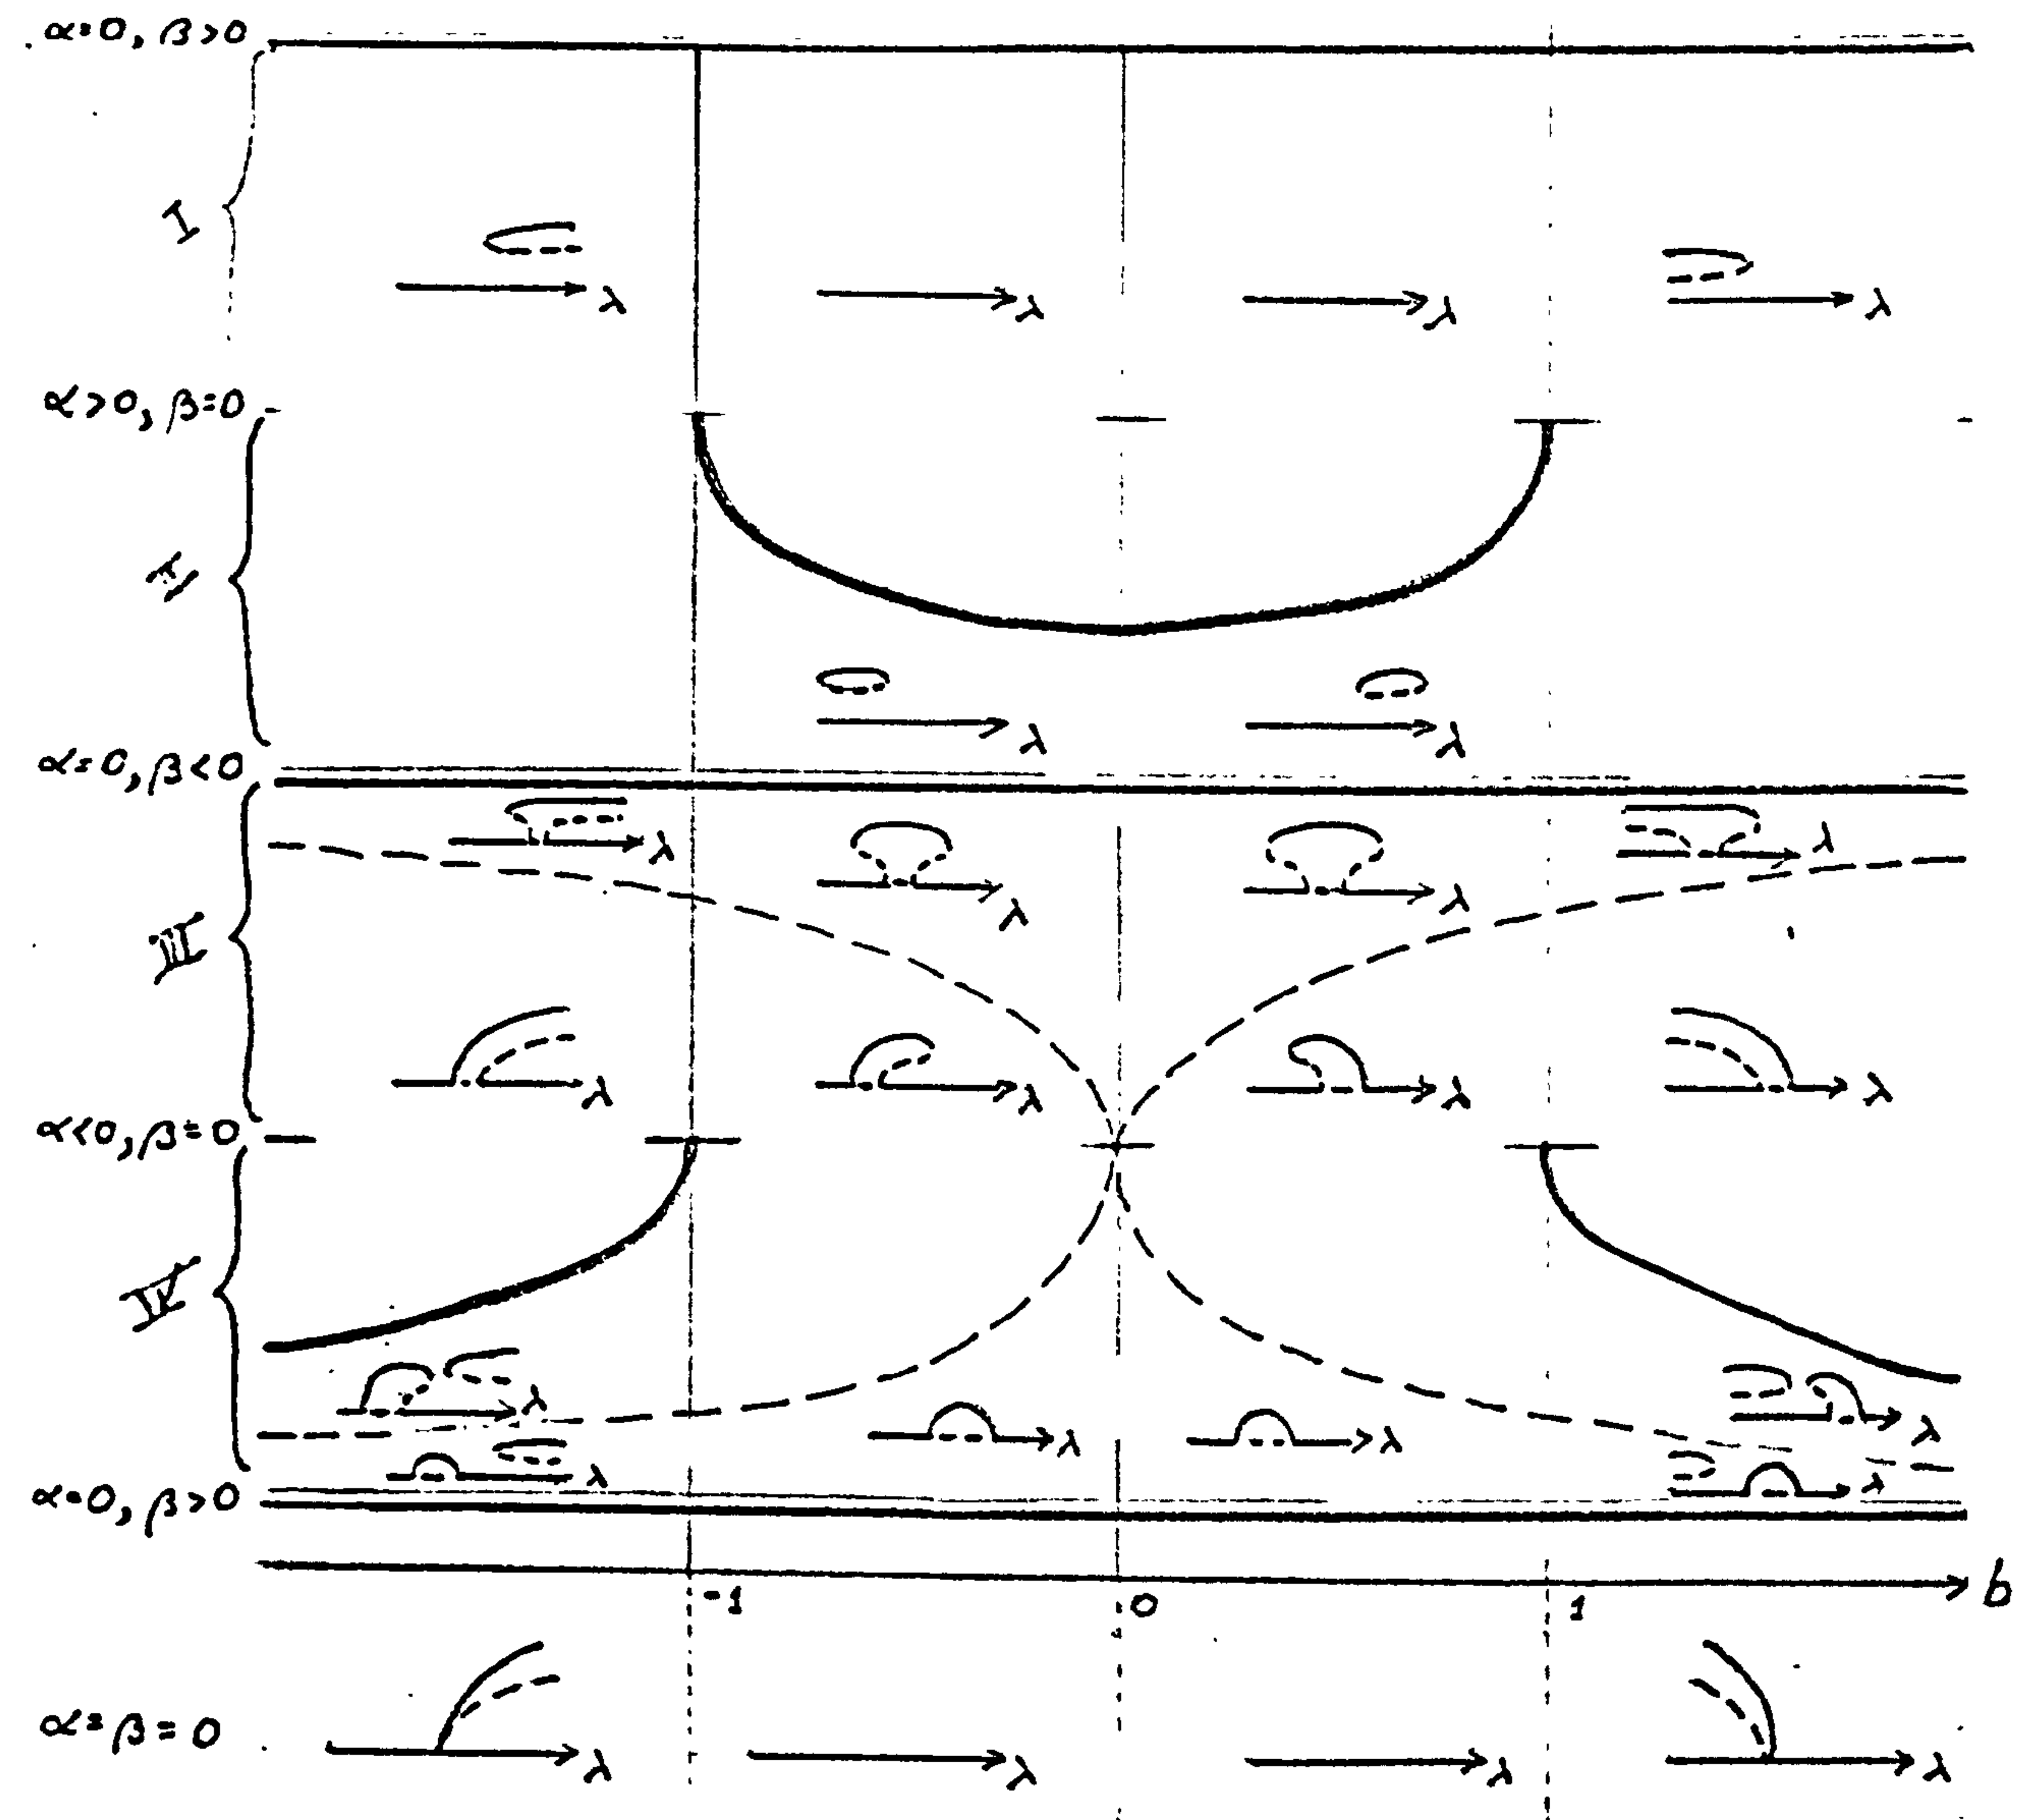 α=0, β>0
I
λ λ λ λ
α>0, β=0
II
λ λ
α=0, β<0
λ λ λ λ
III
λ λ λ λ
α<0, β=0
IV
λ λ
λ λ
λ λ
α=0, β>0
b
-1 0 1
α=β=0
λ λ λ λ